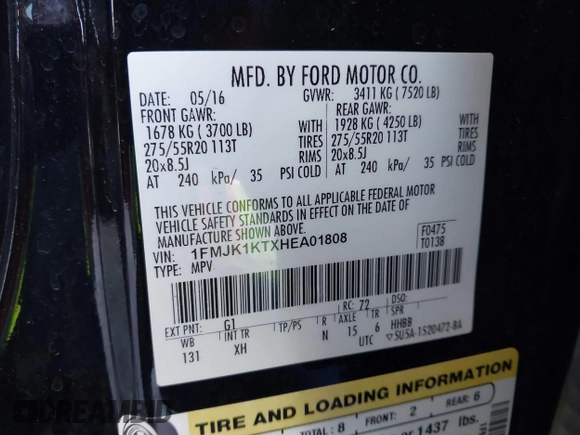 MFD. BY FORD MOTOR CO.
DATE: 05/16 GVWR: 3411 KG ( 7520 LB)
FRONT GAWR: REAR GAWR:
1678 KG ( 3700 LB) WITH 1928 KG ( 4250 LB) WITH
275/55R20 113T TIRES 275/55R20 113T TIRES
20x8.5J RIMS 20x8.5J RIMS
AT 240 kPa/ 35 PSI COLD AT 240 kPa/ 35 PSI COLD
THIS VEHICLE CONFORMS TO ALL APPLICABLE FEDERAL MOTOR
VEHICLE SAFETY STANDARDS IN EFFECT ON THE DATE OF
MANUFACTURE SHOWN ABOVE.
VIN: 1FMJK1KTXHEA01808 F0475
TYPE: MPV T0138
EXT PNT: G1 RC: 72 DSO:
WB INT TR TP/PS R AXLE TR SPR
131 XH N 15 6 HHBB
UTC 5U5A-1520472-BA
TIRE AND LOADING INFORMATION
TOTAL: 8 FRONT: 2 REAR: 6
or 1437 lbs.
DREAMBID